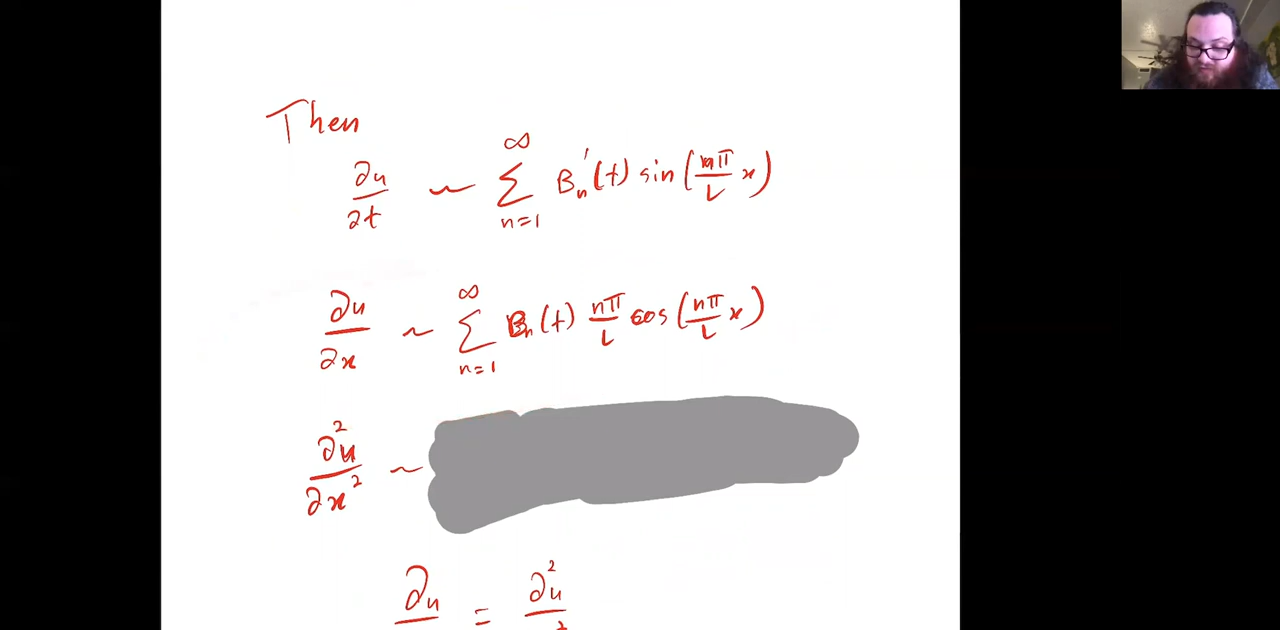 Then
∂u/∂t ~ ∑_{n=1}^{∞} B_n'(t) sin(nπ/L x)
∂u/∂x ~ ∑_{n=1}^{∞} B_n(t) nπ/L cos(nπ/L x)
∂²u/∂x² ~
∂u = ∂²u